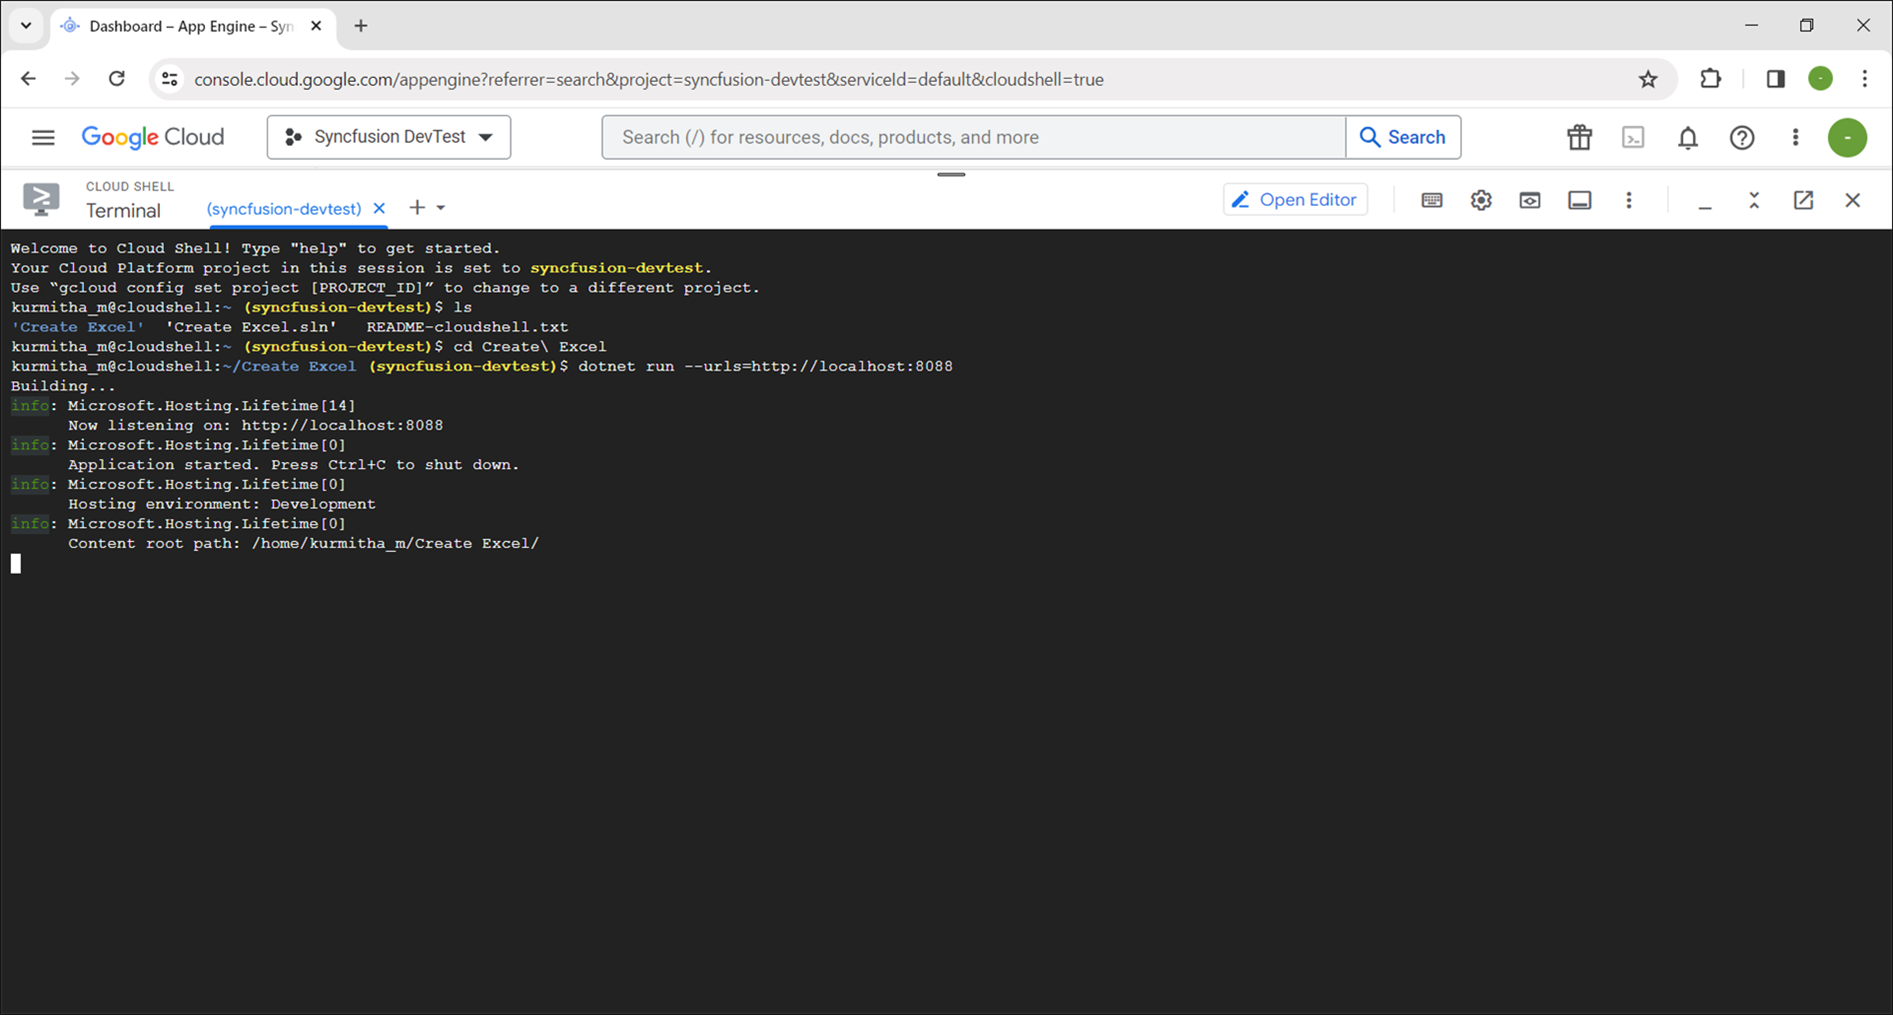 Dashboard – App Engine – Syn
console.cloud.google.com/appengine?referrer=search&project=syncfusion-devtest&serviceId=default&cloudshell=true
Google Cloud
Syncfusion DevTest
Search (/) for resources, docs, products, and more
Search
CLOUD SHELL
Terminal
(syncfusion-devtest)
Open Editor
Welcome to Cloud Shell! Type "help" to get started.
Your Cloud Platform project in this session is set to syncfusion-devtest.
Use “gcloud config set project [PROJECT_ID]” to change to a different project.
kurmitha_m@cloudshell:~ (syncfusion-devtest)$ ls
'Create Excel'  'Create Excel.sln'   README-cloudshell.txt
kurmitha_m@cloudshell:~ (syncfusion-devtest)$ cd Create\ Excel
kurmitha_m@cloudshell:~/Create Excel (syncfusion-devtest)$ dotnet run --urls=http://localhost:8088
Building...
info: Microsoft.Hosting.Lifetime[14]
      Now listening on: http://localhost:8088
info: Microsoft.Hosting.Lifetime[0]
      Application started. Press Ctrl+C to shut down.
info: Microsoft.Hosting.Lifetime[0]
      Hosting environment: Development
info: Microsoft.Hosting.Lifetime[0]
      Content root path: /home/kurmitha_m/Create Excel/